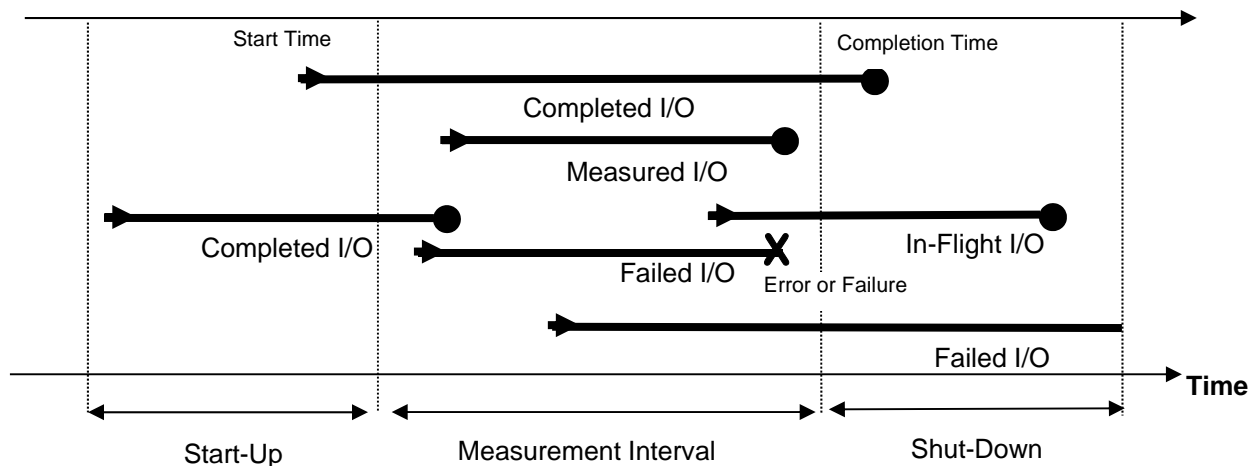 Start Time
Completion Time
Completed I/O
Measured I/O
Completed I/O
In-Flight I/O
Failed I/O
Error or Failure
Failed I/O
Time
Start-Up
Measurement Interval
Shut-Down